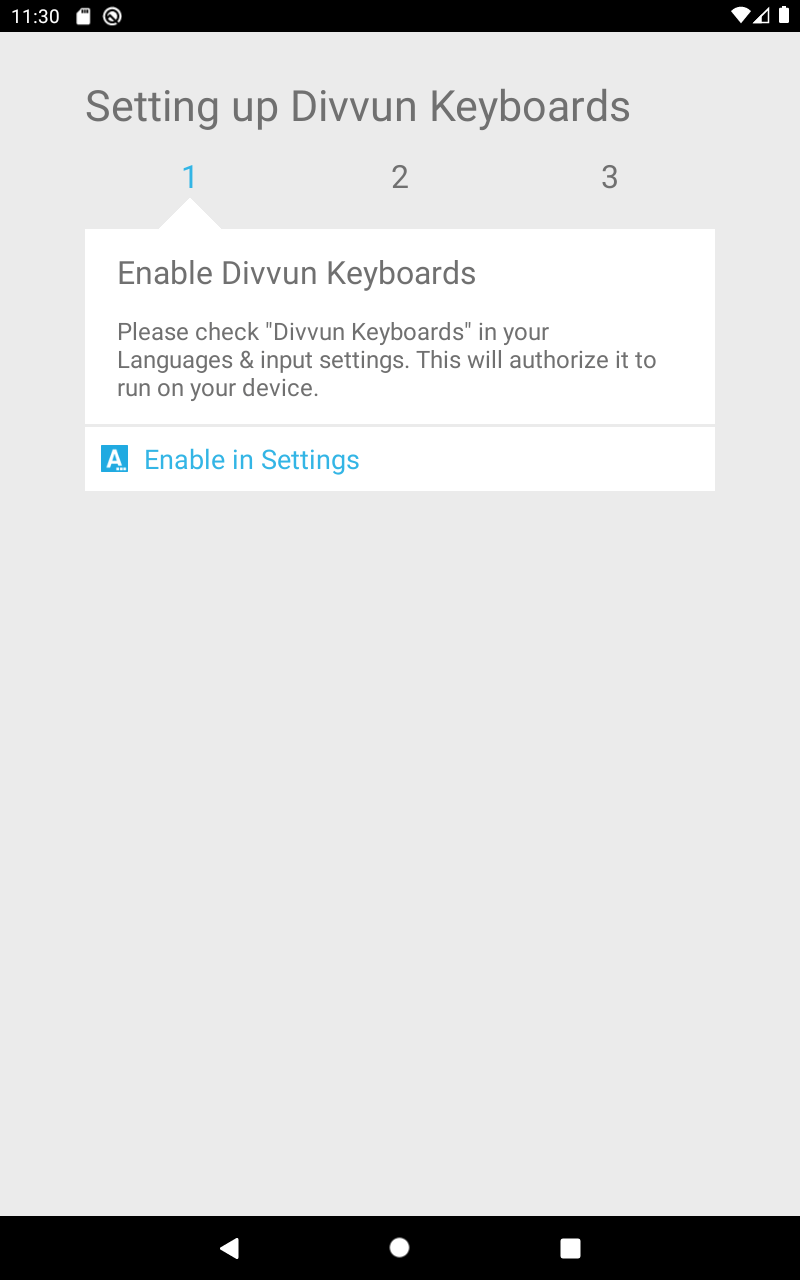 11:30
Setting up Divvun Keyboards
1 2 3
Enable Divvun Keyboards
Please check "Divvun Keyboards" in your
Languages & input settings. This will authorize it to
run on your device.
A Enable in Settings